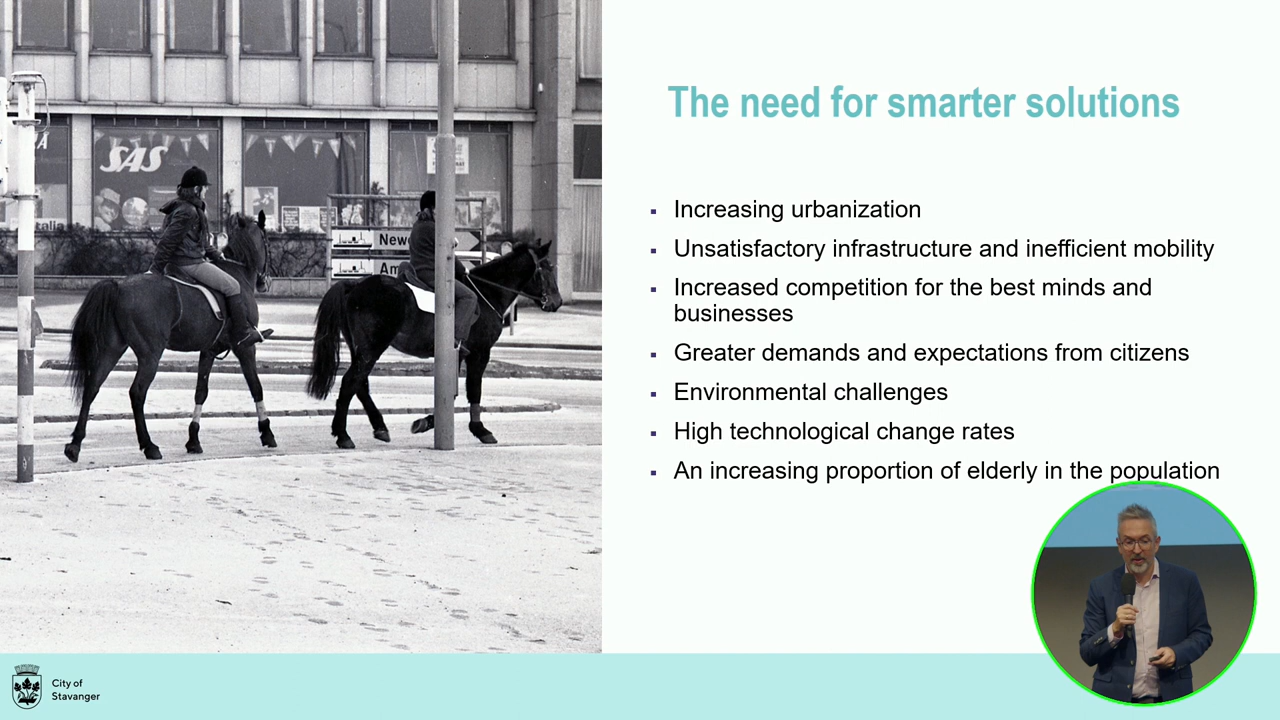 SAS
Newc
Am
The need for smarter solutions
Increasing urbanization
Unsatisfactory infrastructure and inefficient mobility
Increased competition for the best minds and
businesses
Greater demands and expectations from citizens
Environmental challenges
High technological change rates
An increasing proportion of elderly in the population
City of
Stavanger